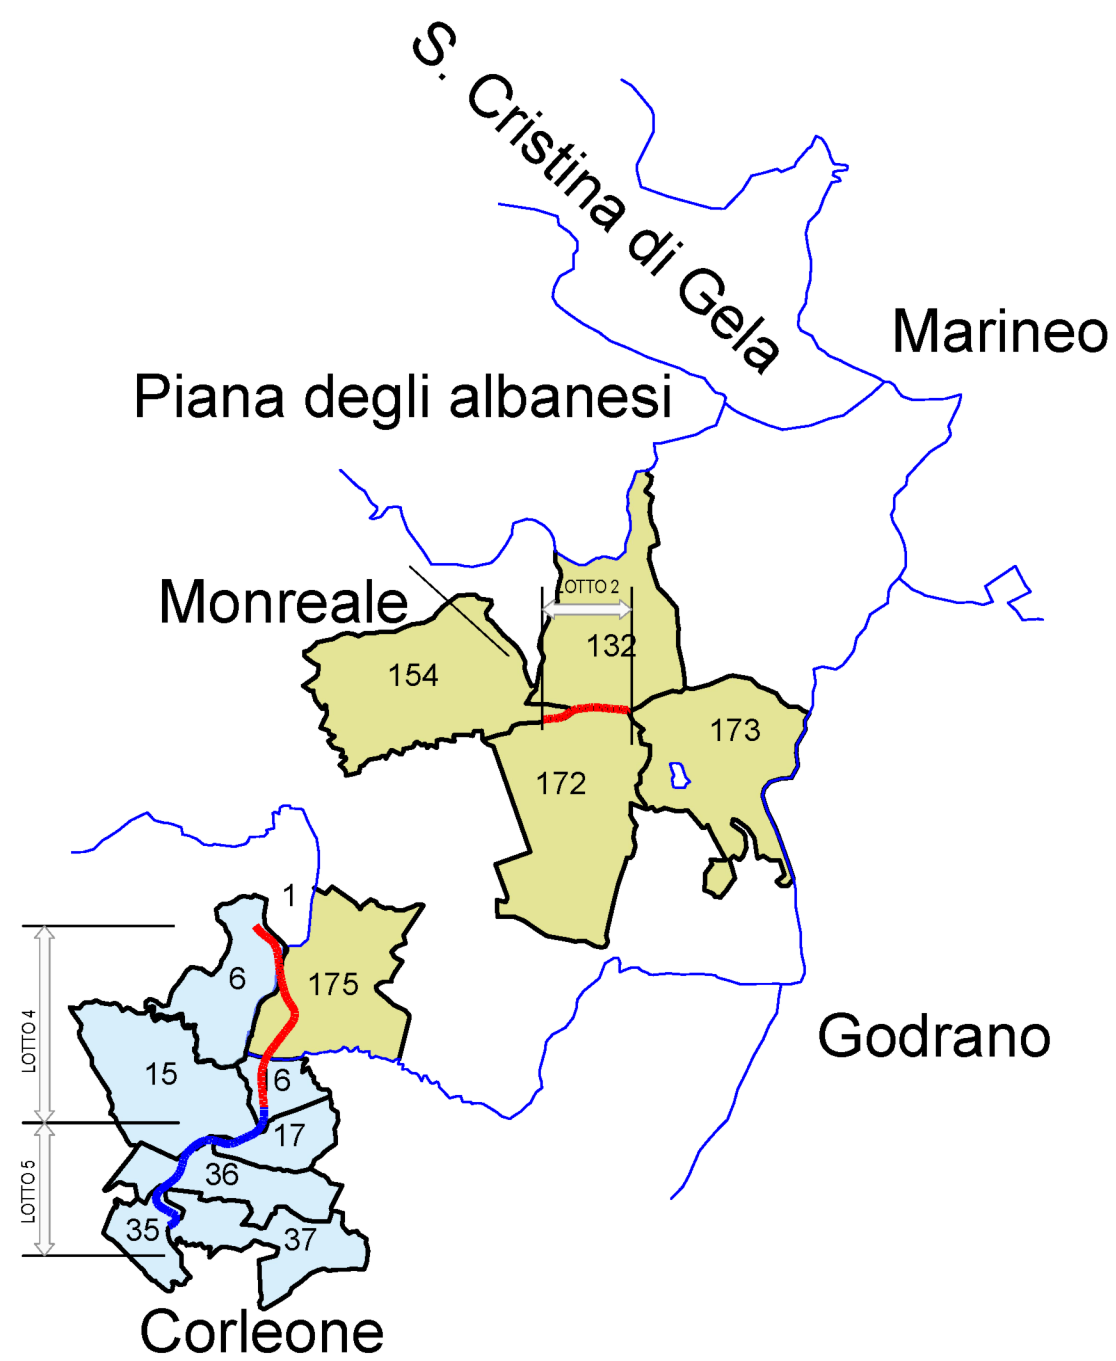 S. Cristina di Gela
Marineo
Piana degli albanesi
Monreale
LOTTO 2
132
154
173
172
1
6
175
LOTTO 4
Godrano
15
6
17
36
LOTTO 5
35
37
Corleone